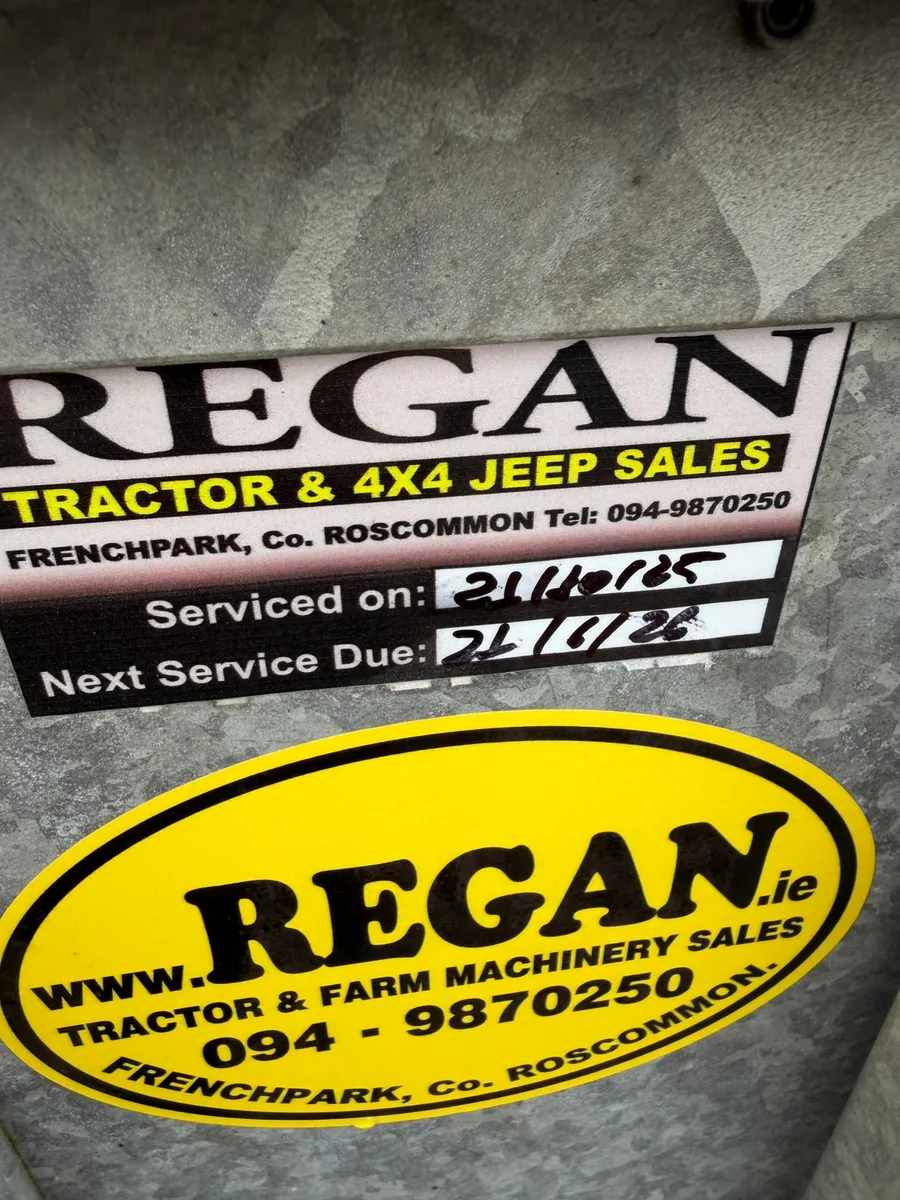 REGAN
TRACTOR & 4X4 JEEP SALES
FRENCHPARK, Co. ROSCOMMON Tel: 094-9870250
Serviced on: 21/10/25
Next Service Due: 21/1/26
www.REGAN.ie
TRACTOR & FARM MACHINERY SALES
094 - 9870250
FRENCHPARK, Co. ROSCOMMON.